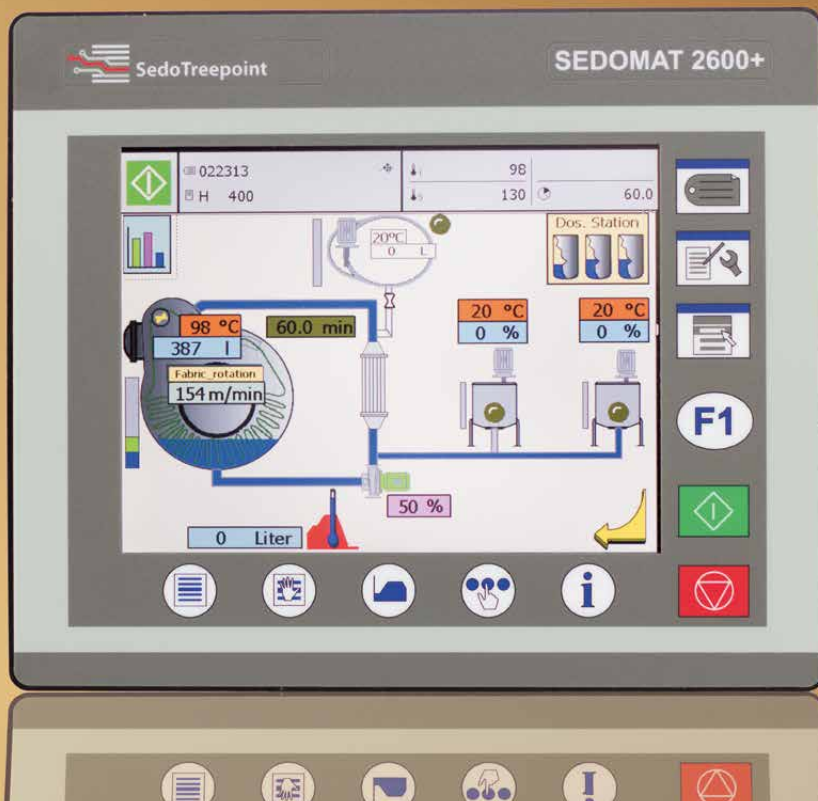 SedoTreepoint
SEDOMAT 2600+
022313
98
H 400
130
60.0
20°C
0 L
Dos. Station
98 °C
387 l
60.0 min
20 °C
0 %
20 °C
0 %
Fabric_rotation
154 m/min
F1
50 %
0 Liter
i